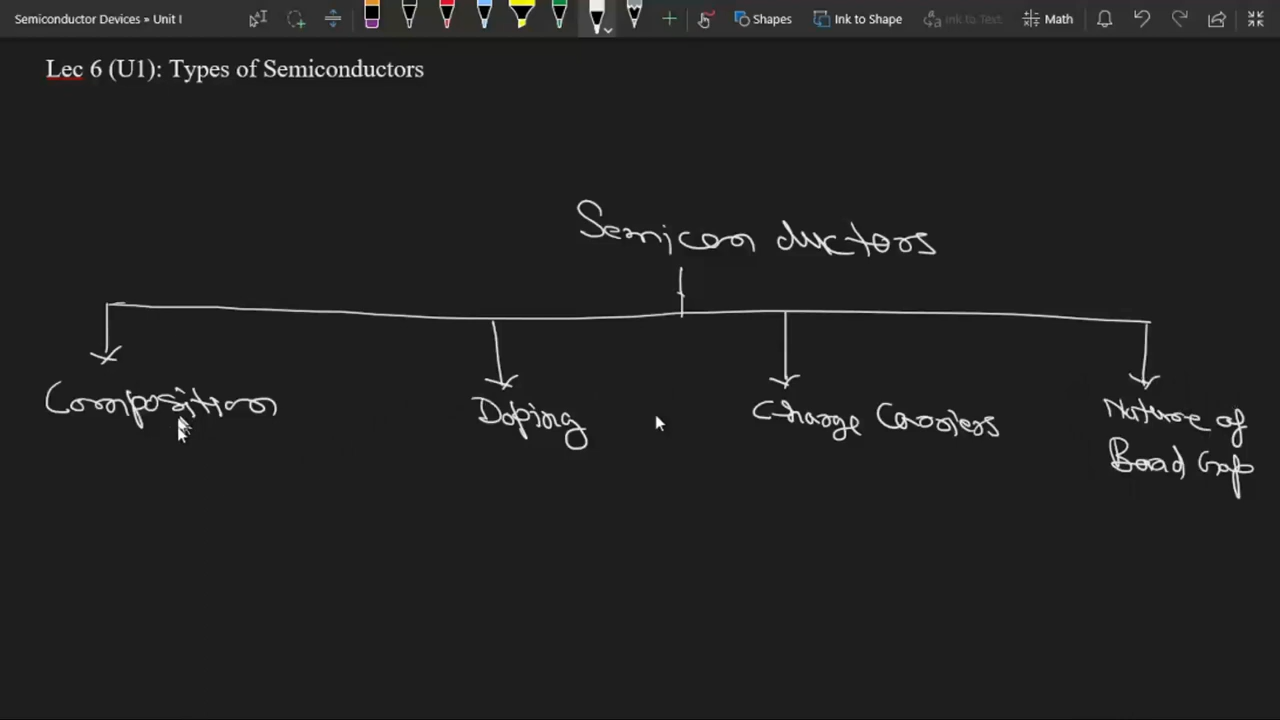 Semiconductor Devices » Unit I
Shapes
Ink to Shape
Ink to Text
Math
Lec 6 (U1): Types of Semiconductors
Semiconductors
Composition
Doping
Charge Carriers
Nature of
Band Gap